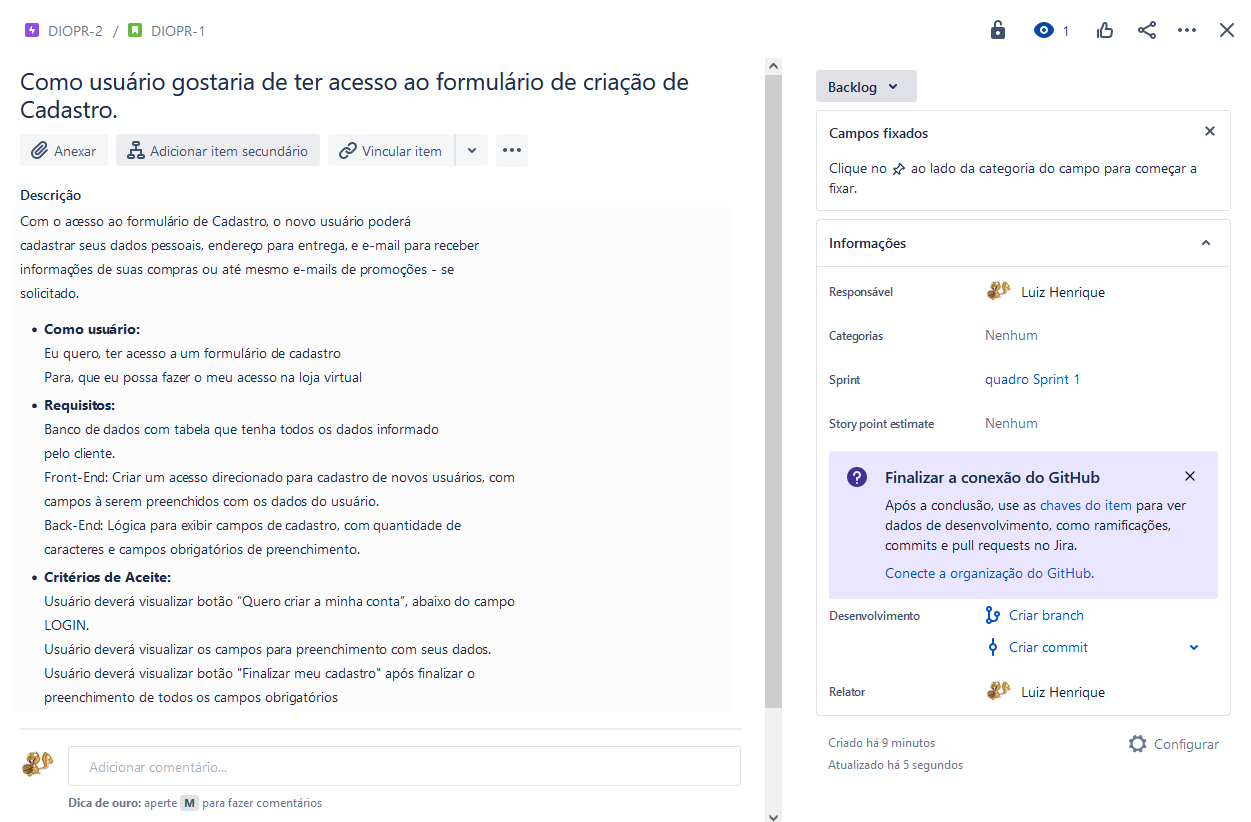 DIOPR-2 / DIOPR-1
1
Como usuário gostaria de ter acesso ao formulário de criação de
Cadastro.
Anexar
Adicionar item secundário
Vincular item
Descrição
Com o acesso ao formulário de Cadastro, o novo usuário poderá
cadastrar seus dados pessoais, endereço para entrega, e e-mail para receber
informações de suas compras ou até mesmo e-mails de promoções - se
solicitado.
• Como usuário:
Eu quero, ter acesso a um formulário de cadastro
Para, que eu possa fazer o meu acesso na loja virtual
• Requisitos:
Banco de dados com tabela que tenha todos os dados informado
pelo cliente.
Front-End: Criar um acesso direcionado para cadastro de novos usuários, com
campos à serem preenchidos com os dados do usuário.
Back-End: Lógica para exibir campos de cadastro, com quantidade de
caracteres e campos obrigatórios de preenchimento.
• Critérios de Aceite:
Usuário deverá visualizar botão “Quero criar a minha conta”, abaixo do campo
LOGIN.
Usuário deverá visualizar os campos para preenchimento com seus dados.
Usuário deverá visualizar botão "Finalizar meu cadastro" após finalizar o
preenchimento de todos os campos obrigatórios
Adicionar comentário...
Dica de ouro: aperte M para fazer comentários
Backlog
Campos fixados
Clique no ao lado da categoria do campo para começar a
fixar.
Informações
Responsável
Luiz Henrique
Categorias
Nenhum
Sprint
quadro Sprint 1
Story point estimate
Nenhum
Finalizar a conexão do GitHub
Após a conclusão, use as chaves do item para ver
dados de desenvolvimento, como ramificações,
commits e pull requests no Jira.
Conecte a organização do GitHub.
Desenvolvimento
Criar branch
Criar commit
Relator
Luiz Henrique
Criado há 9 minutos
Atualizado há 5 segundos
Configurar